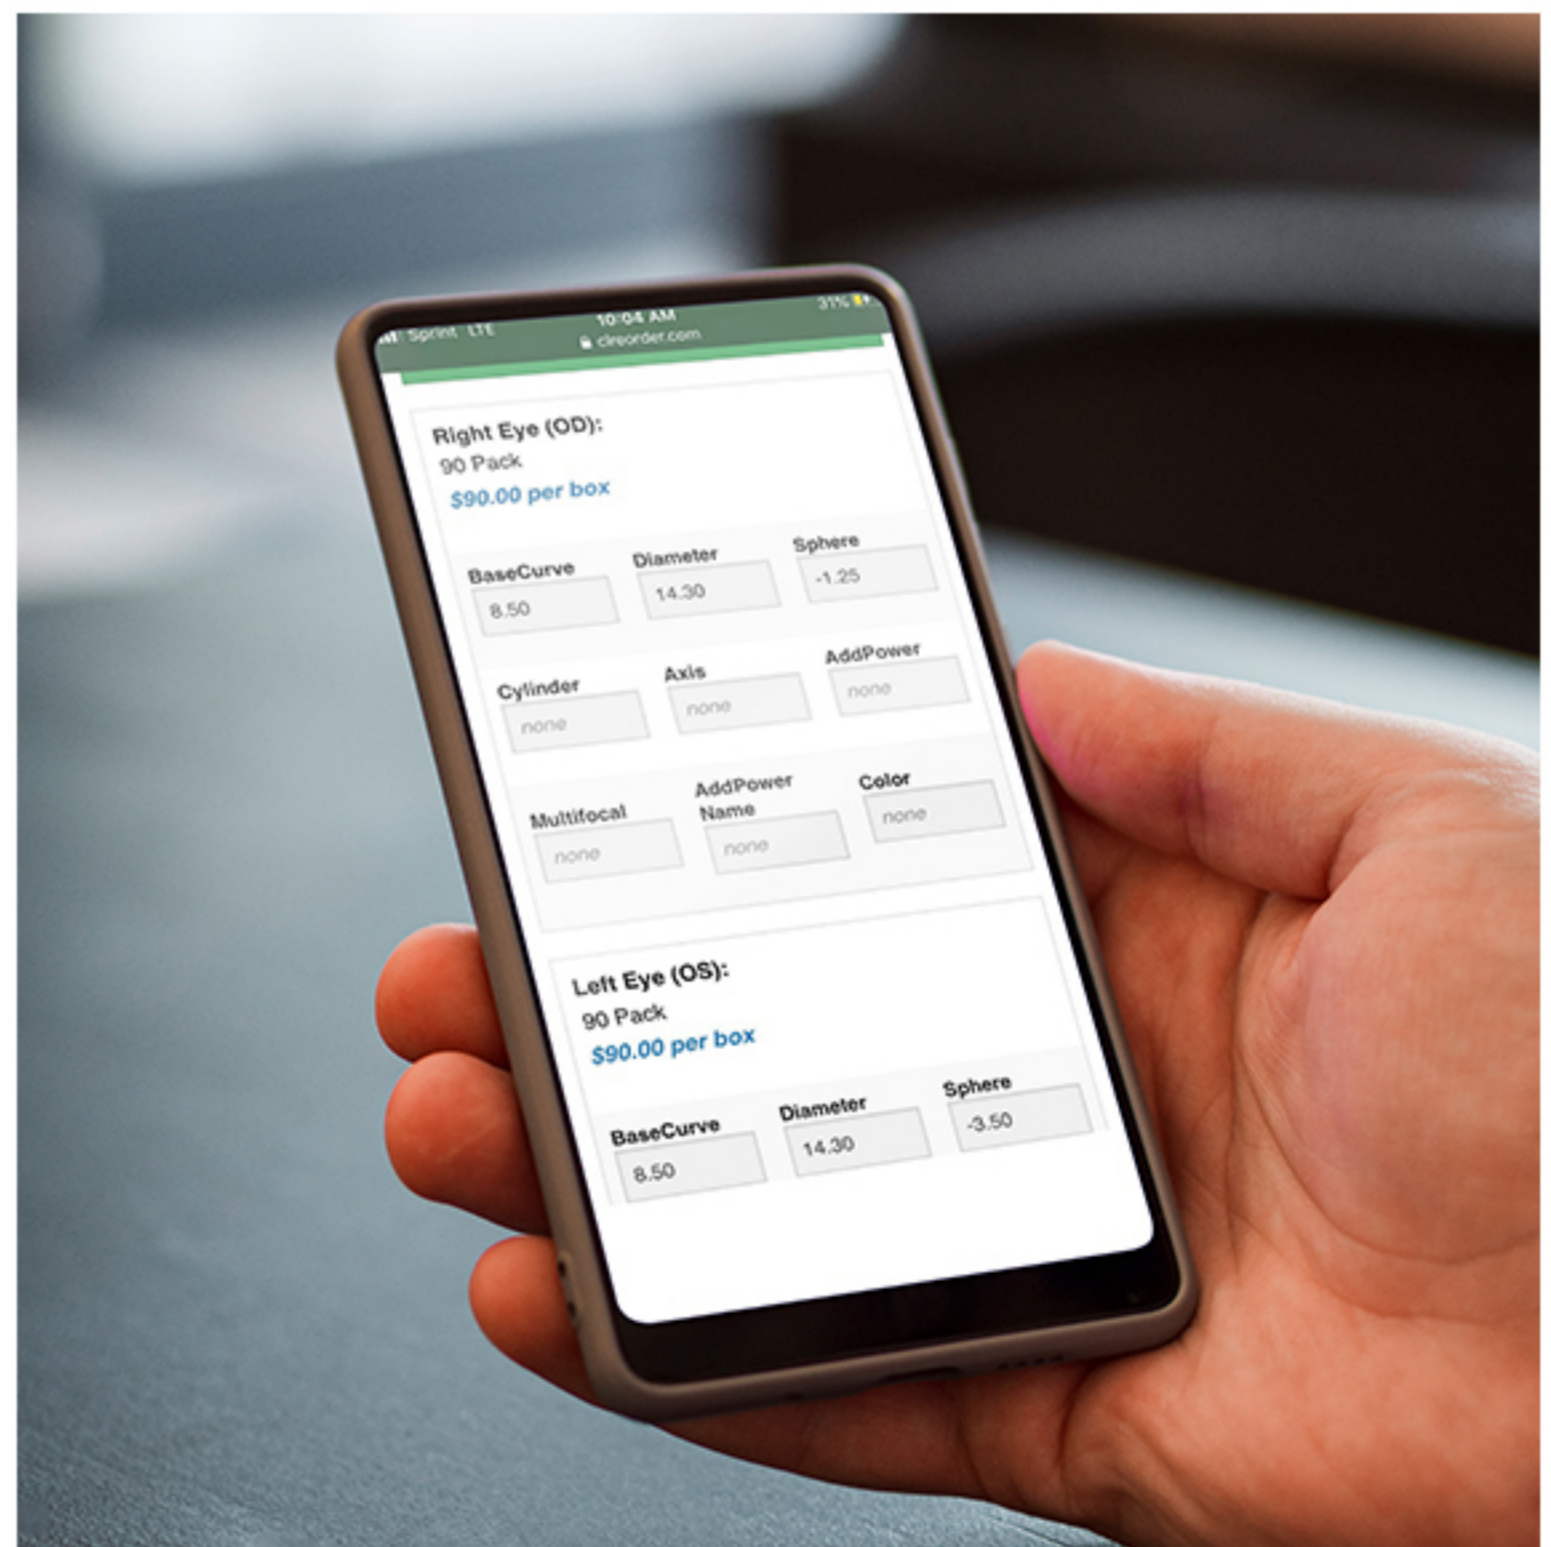 Sprint LTE 10:04 AM 31%
clreorder.com
Right Eye (OD):
90 Pack
$90.00 per box
BaseCurve Diameter Sphere
8.50 14.30 -1.25
Cylinder Axis AddPower
none none none
Multifocal AddPower Name Color
none none none
Left Eye (OS):
90 Pack
$90.00 per box
BaseCurve Diameter Sphere
8.50 14.30 -3.50